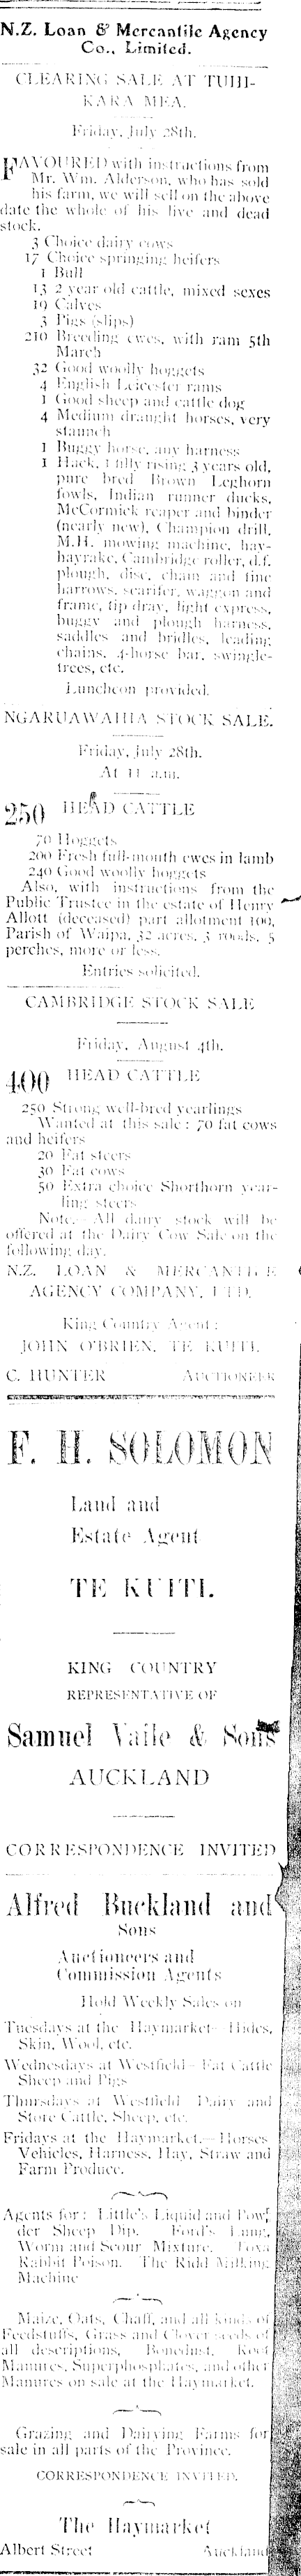 N.Z. Loan & Mercantile Agency
Co., Limited.
CLEARING SALE AT TUHI-
KARA MEA.
Friday, July 28th.
FAVOURED with instructions from
Mr. Wm. Alderson, who has sold
his farm, we will sell on the above
date the whole of his live and dead
stock.
3 Choice dairy cows
17 Choice springing heifers
1 Bull
13 2 year old cattle, mixed sexes
19 Calves
3 Pigs (slips)
210 Breeding ewes, with ram 5th
March
32 Good woolly hoggets
4 English Leicester rams
1 Good sheep and cattle dog
4 Medium draught horses, very
staunch
1 Buggy horse, any harness
1 Hack, 1 filly rising 3 years old,
pure bred Brown Leghorn
fowls, Indian runner ducks,
McCormick reaper and binder
(nearly new), Champion drill,
M.H. mowing machine, hay-
hayrake, Cambridge roller, d.f.
plough, disc, chain and tine
harrows, scarifer, waggon and
frame, tip dray, light express,
buggy and plough harness,
saddles and bridles, leading
chains, 4-horse bar, swingle-
trees, etc.
Luncheon provided.
NGARUAWAHIA STOCK SALE.
Friday, July 28th.
At 11 a.m.
250 HEAD CATTLE
70 Hoggets
200 Fresh full-mouth ewes in lamb
240 Good woolly hoggets
Also, with instructions from the
Public Trustee in the estate of Henry
Allott (deceased) part allotment 109,
Parish of Waipa, 32 acres, 3 roods, 5
perches, more or less.
Entries solicited.
CAMBRIDGE STOCK SALE
Friday, August 4th.
400 HEAD CATTLE
250 Strong well-bred yearlings
Wanted at this sale: 70 fat cows
and heifers
20 Fat steers
30 Fat cows
50 Extra choice Shorthorn year-
ling steers
Note. All dairy stock will be
offered at the Dairy Cow Sale on the
following day.
N.Z. LOAN & MERCANTILE
AGENCY COMPANY, LTD.
King Country Agent:
JOHN O'BRIEN, TE KUITI.
C. HUNTER AUCTIONEER
F. H. SOLOMON
Land and
Estate Agent
TE KUITI.
KING COUNTRY
REPRESENTATIVE OF
Samuel Vaile & Sons
AUCKLAND
CORRESPONDENCE INVITED
Alfred Buckland and
Sons
Auctioneers and
Commission Agents
Hold Weekly Sales on
Tuesdays at the Haymarket—Hides,
Skin, Wool, etc.
Wednesdays at Westfield—Fat Cattle
Sheep and Pigs
Thursdays at Westfield Dairy and
Store Cattle, Sheep, etc.
Fridays at the Haymarket.—Horses
Vehicles, Harness, Hay, Straw and
Farm Produce.
Agents for: Little's Liquid and Pow-
der Sheep Dip. Ford's Lung,
Worm and Scour Mixture.
Rabbit Poison. The Ridd Milking
Machine
Maize, Oats, Chaff, and all kinds of
Feedstuffs, Grass and Clover seeds of
all descriptions, Bonedust, Root
Manures, Superphosphates, and other
Manures on sale at the Haymarket.
Grazing and Dairying Farms for
sale in all parts of the Province.
CORRESPONDENCE INVITED.
The Haymarket
Albert Street Auckland